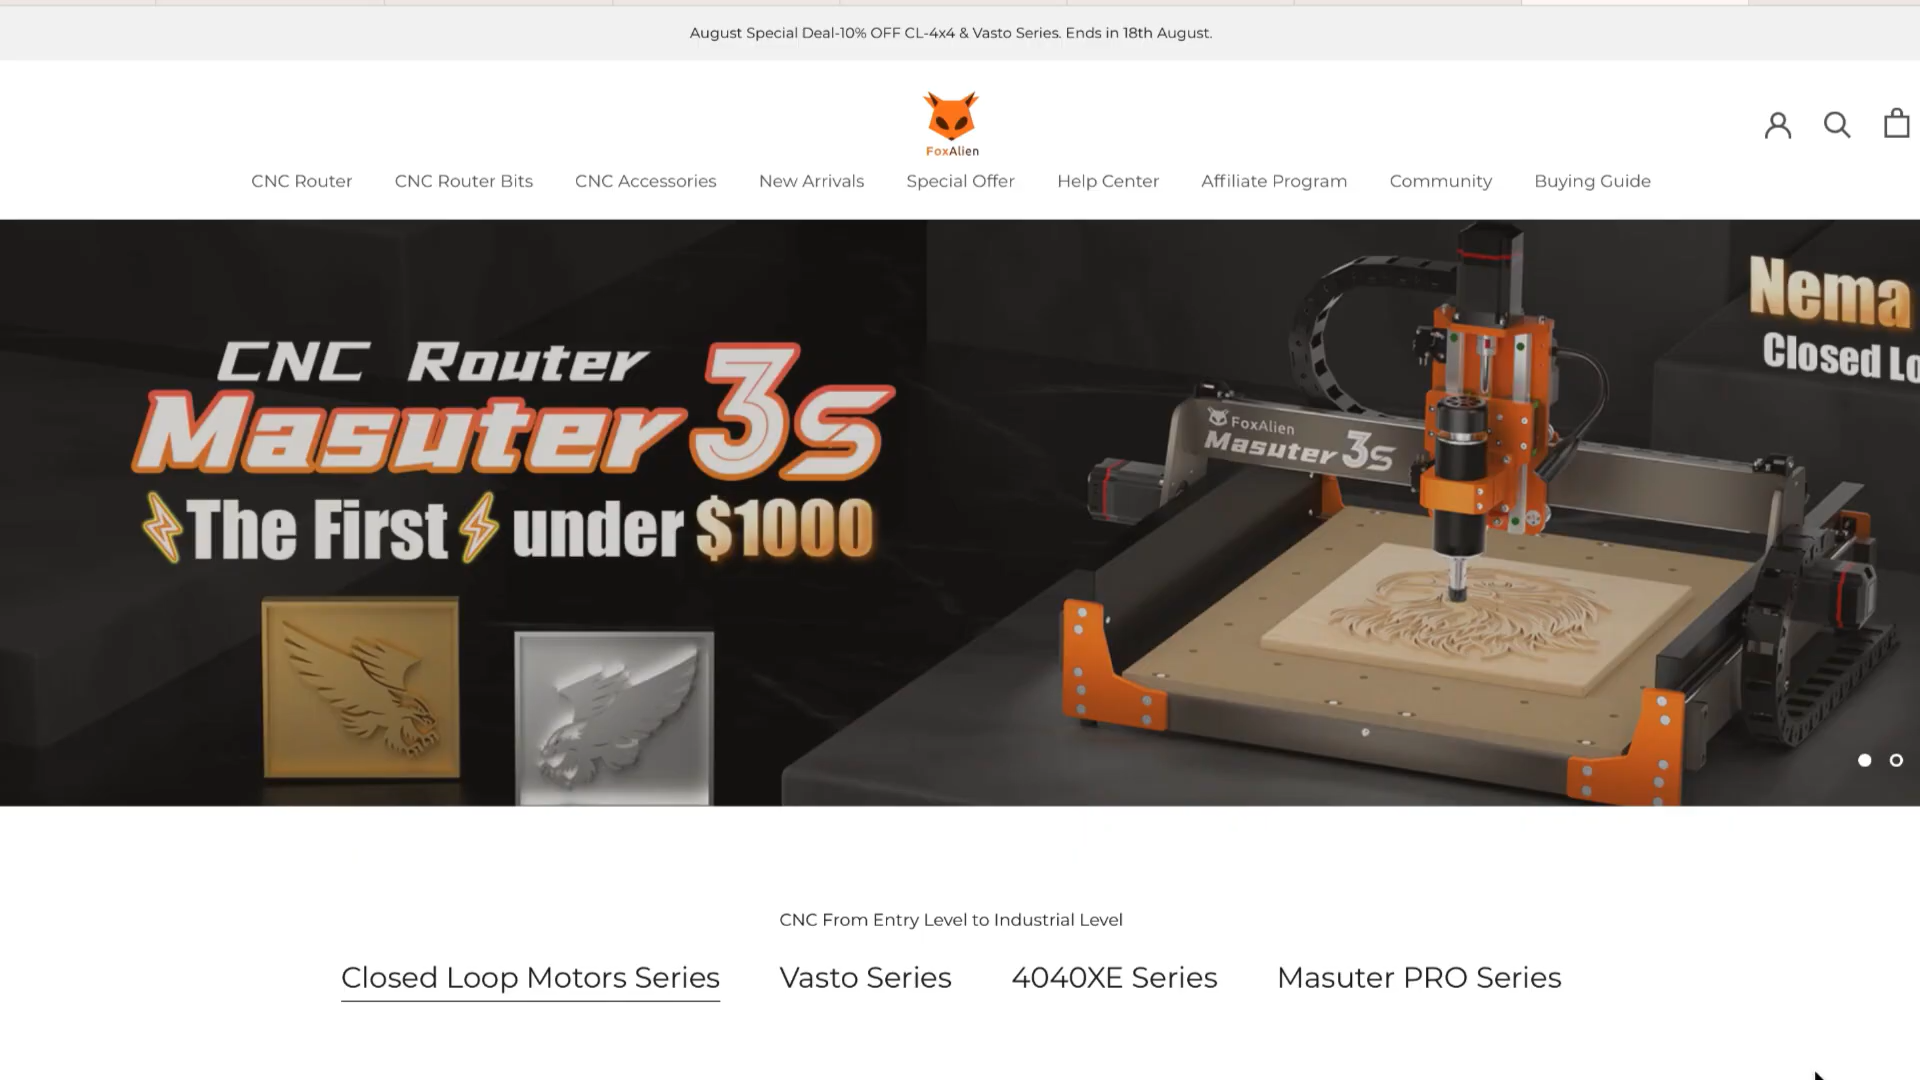 August Special Deal-10% OFF CL-4x4 & Vasto Series. Ends in 18th August.
FoxAlien
CNC Router
CNC Router Bits
CNC Accessories
New Arrivals
Special Offer
Help Center
Affiliate Program
Community
Buying Guide
CNC Router
Masuter 3S
The First under $1000
Nema
Closed Lo
FoxAlien
Masuter 3S
CNC From Entry Level to Industrial Level
Closed Loop Motors Series
Vasto Series
4040XE Series
Masuter PRO Series